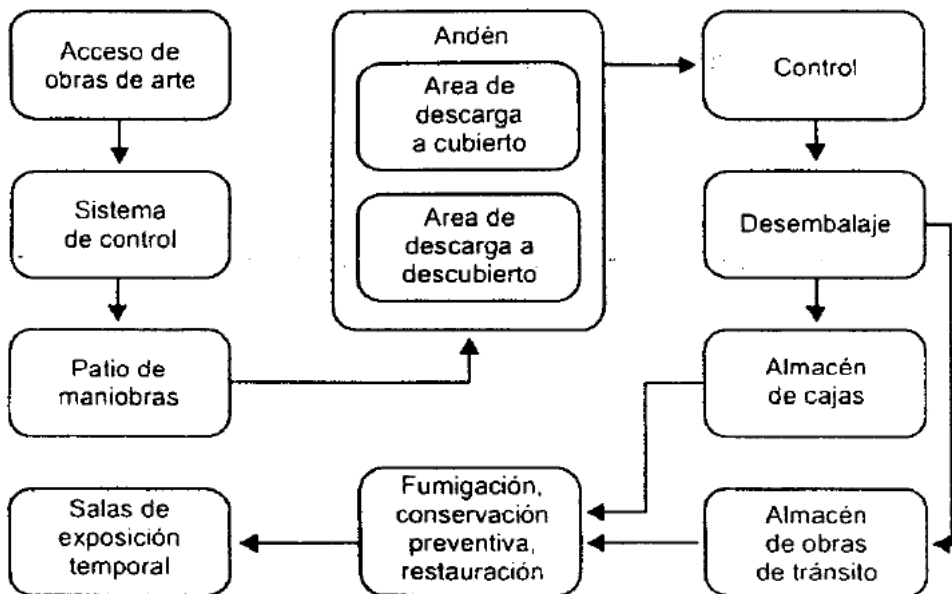 Acceso de
obras de arte
Sistema
de control
Patio de
maniobras
Andén
Area de
descarga
a cubierto
Area de
descarga a
descubierto
Control
Desembalaje
Almacén
de cajas
Almacén
de obras
de tránsito
Fumigación,
conservación
preventiva,
restauración
Salas de
exposición
temporal